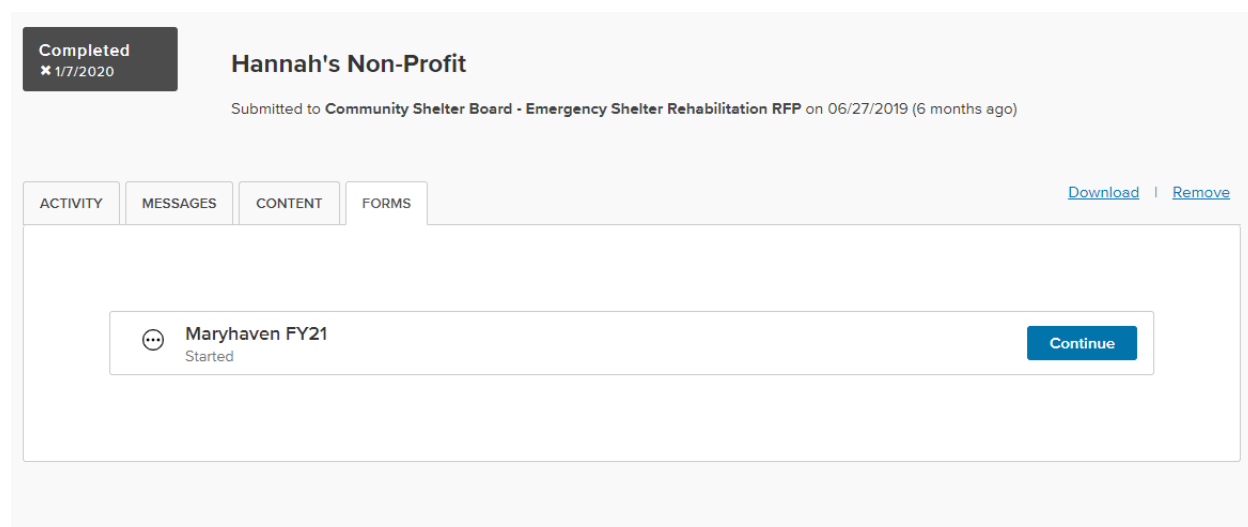 Completed
✖ 1/7/2020
Hannah's Non-Profit
Submitted to Community Shelter Board - Emergency Shelter Rehabilitation RFP on 06/27/2019 (6 months ago)
ACTIVITY MESSAGES CONTENT FORMS
Download | Remove
Maryhaven FY21
Started
Continue